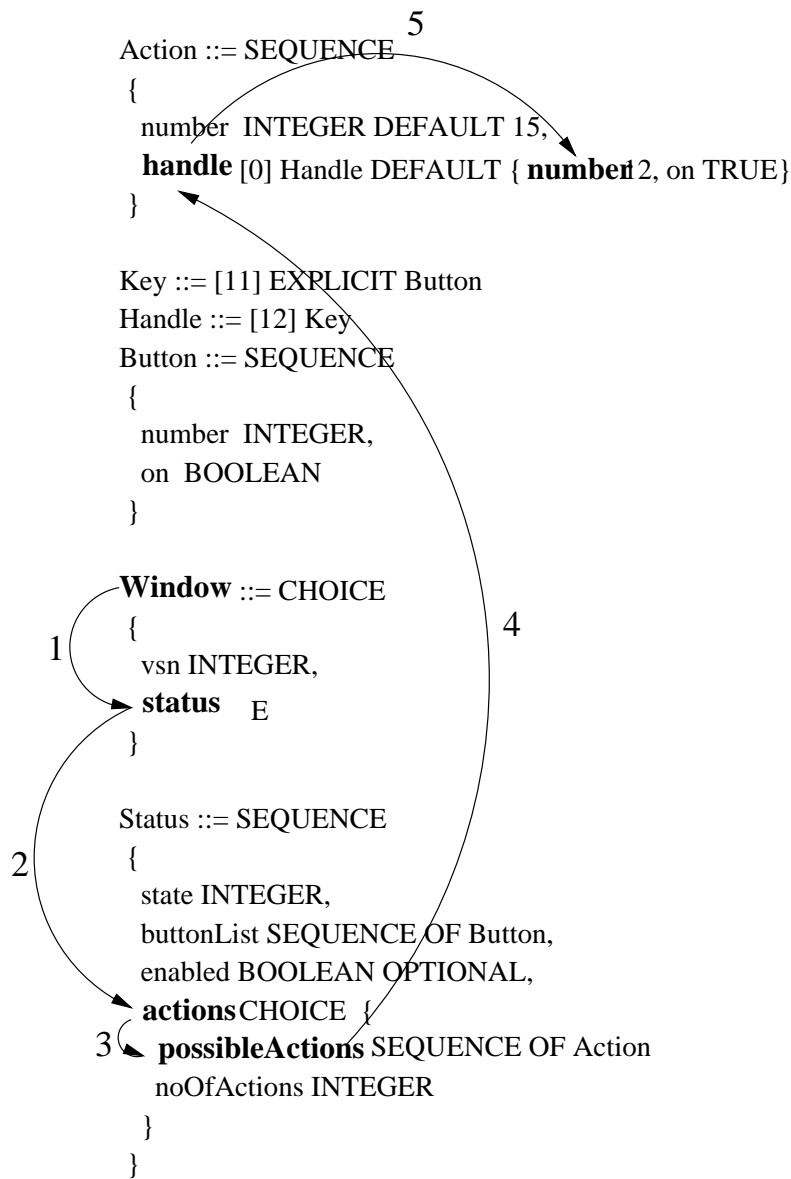 5
Action ::= SEQUENCE
{
number INTEGER DEFAULT 15,
handle [0] Handle DEFAULT { number 12, on TRUE}
}
Key ::= [11] EXPLICIT Button
Handle ::= [12] Key
Button ::= SEQUENCE
{
number INTEGER,
on BOOLEAN
}
Window ::= CHOICE
{
4
1
vsn INTEGER,
status E
}
Status ::= SEQUENCE
{
2
state INTEGER,
buttonList SEQUENCE OF Button,
enabled BOOLEAN OPTIONAL,
actions CHOICE {
3 possibleActions SEQUENCE OF Action
noOfActions INTEGER
}
}